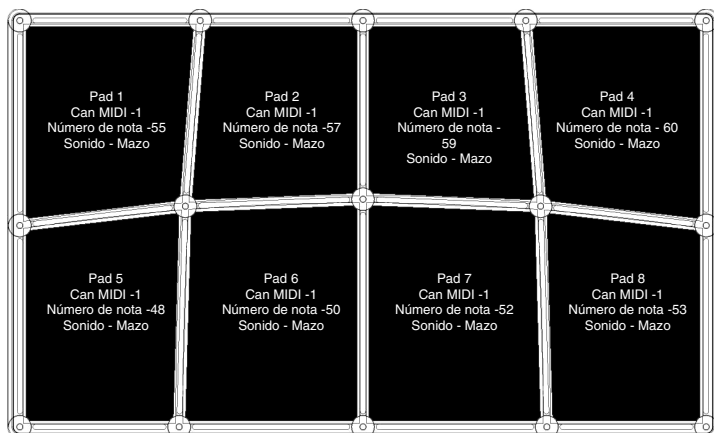 Pad 1
Can MIDI -1
Número de nota -55
Sonido - Mazo
Pad 2
Can MIDI -1
Número de nota -57
Sonido - Mazo
Pad 3
Can MIDI -1
Número de nota -
59
Sonido - Mazo
Pad 4
Can MIDI -1
Número de nota - 60
Sonido - Mazo
Pad 5
Can MIDI -1
Número de nota -48
Sonido - Mazo
Pad 6
Can MIDI -1
Número de nota -50
Sonido - Mazo
Pad 7
Can MIDI -1
Número de nota -52
Sonido - Mazo
Pad 8
Can MIDI -1
Número de nota -53
Sonido - Mazo